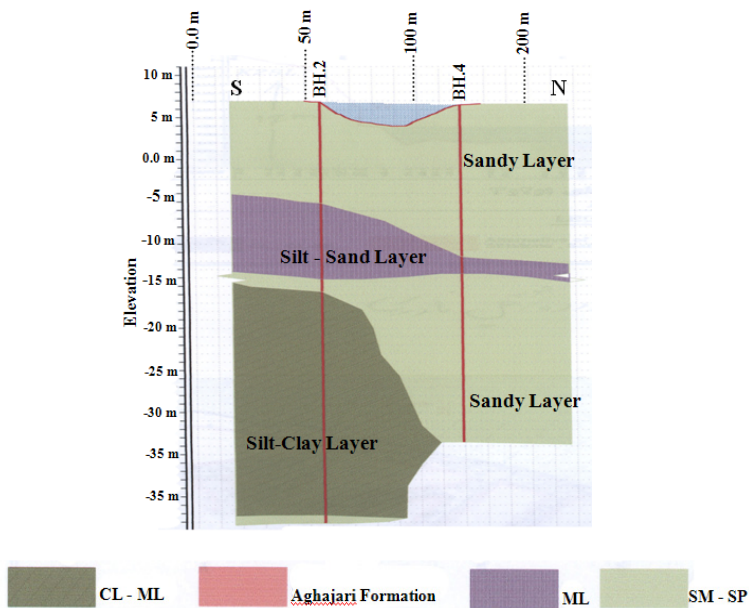 0.0 m
50 m
100 m
200 m
BH.2
BH.4
10 m
S
N
5 m
0.0 m
Sandy Layer
-5 m
-10 m
Silt - Sand Layer
-15 m
Elevation
-20 m
-25 m
-30 m
Sandy Layer
Silt-Clay Layer
-35 m
-35 m
CL - ML
Aghajari Formation
ML
SM - SP